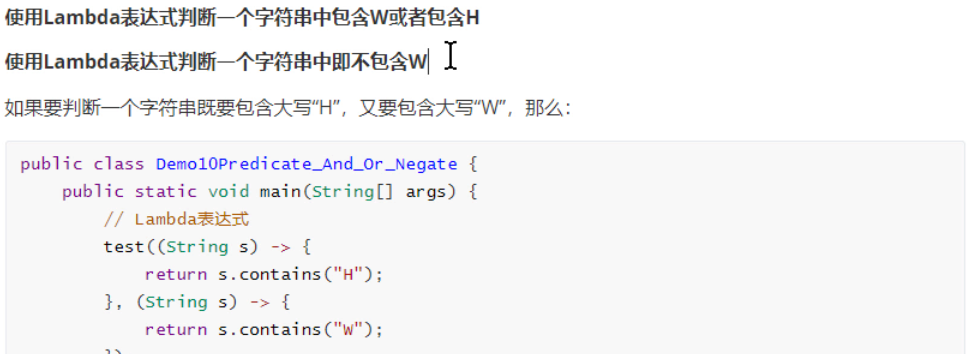 使用Lambda表达式判断一个字符串中包含W或者包含H
使用Lambda表达式判断一个字符串中即不包含W
如果要判断一个字符串既要包含大写“H”，又要包含大写“W”，那么：
public class Demo10Predicate_And_Or_Negate {
public static void main(String[] args) {
// Lambda表达式
test((String s) -> {
return s.contains("H");
}, (String s) -> {
return s.contains("W");
})